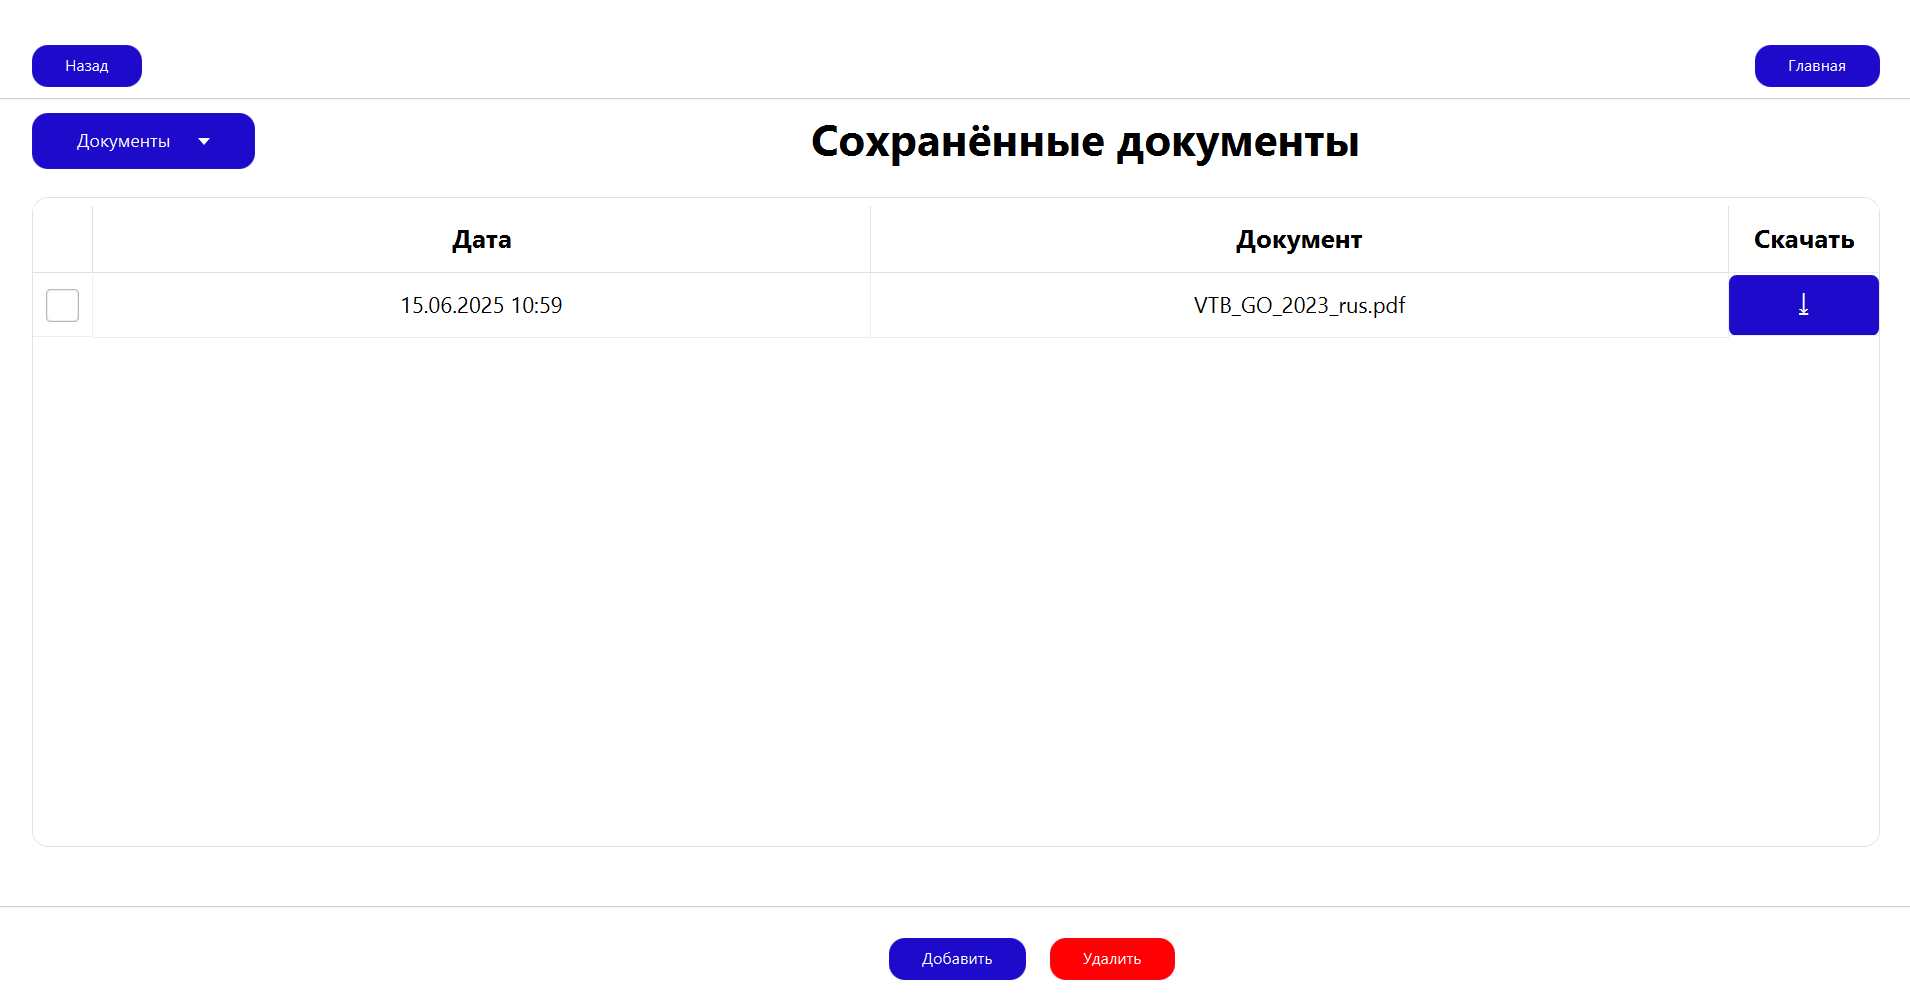 Назад
Главная
Документы
Сохранённые документы
Дата
Документ
Скачать
15.06.2025 10:59
VTB_GO_2023_rus.pdf
Добавить
Удалить